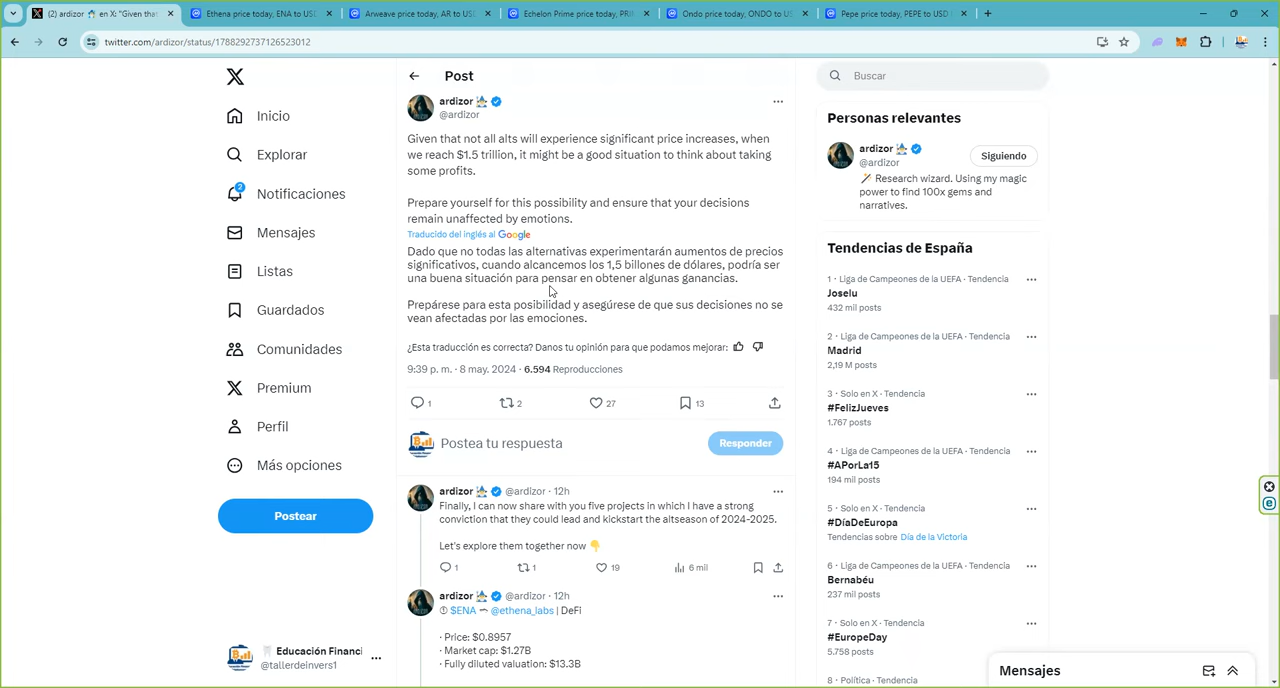 (2) ardizor en X: "Given that
Ethena price today, ENA to US
Arweave price today, AR to USD
Echelon Prime price today, PRI
Ondo price today, ONDO to US
Pepe price today, PEPE to USD
twitter.com/ardizor/status/1788292737126523012
Inicio
Explorar
2
Notificaciones
Mensajes
Listas
Guardados
Comunidades
Premium
Perfil
Más opciones
Postear
Educación Financi
@tallerdeinvers1
Post
ardizor
@ardizor
Given that not all alts will experience significant price increases, when
we reach $1.5 trillion, it might be a good situation to think about taking
some profits.
Prepare yourself for this possibility and ensure that your decisions
remain unaffected by emotions.
Traducido del inglés al Google
Dado que no todas las alternativas experimentarán aumentos de precios
significativos, cuando alcancemos los 1,5 billones de dólares, podría ser
una buena situación para pensar en obtener algunas ganancias.
Prepárese para esta posibilidad y asegúrese de que sus decisiones no se
vean afectadas por las emociones.
¿Esta traducción es correcta? Danos tu opinión para que podamos mejorar:
9:39 p. m. · 8 may. 2024 · 6.594 Reproducciones
1 2 27 13
Postea tu respuesta
Responder
ardizor @ardizor · 12h
Finally, I can now share with you five projects in which I have a strong
conviction that they could lead and kickstart the altseason of 2024-2025.
Let's explore them together now 👇
1 1 19 6 mil
ardizor @ardizor · 12h
① $ENA — @ethena_labs | DeFi
· Price: $0.8957
· Market cap: $1.27B
· Fully diluted valuation: $13.3B
Buscar
Personas relevantes
ardizor
@ardizor
Siguiendo
Research wizard. Using my magic
power to find 100x gems and
narratives.
Tendencias de España
1 · Liga de Campeones de la UEFA · Tendencia
Joselu
432 mil posts
2 · Liga de Campeones de la UEFA · Tendencia
Madrid
2,19 M posts
3 · Solo en X · Tendencia
#FelizJueves
1.767 posts
4 · Liga de Campeones de la UEFA · Tendencia
#APorLa15
194 mil posts
5 · Solo en X · Tendencia
#DíaDeEuropa
Tendencias sobre Día de la Victoria
6 · Liga de Campeones de la UEFA · Tendencia
Bernabéu
237 mil posts
7 · Solo en X · Tendencia
#EuropeDay
5.758 posts
8 · Política · Tendencia
Mensajes